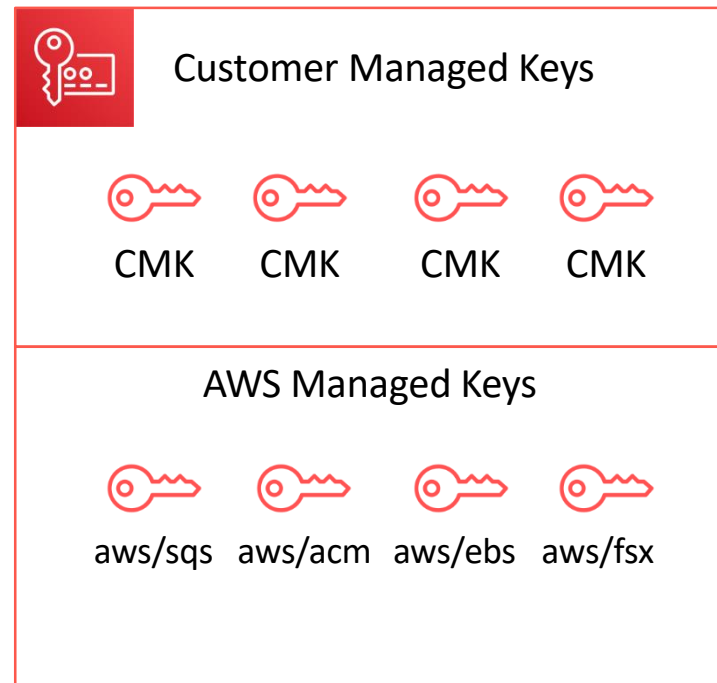 Customer Managed Keys
CMK CMK CMK CMK
AWS Managed Keys
aws/sqs aws/acm aws/ebs aws/fsx